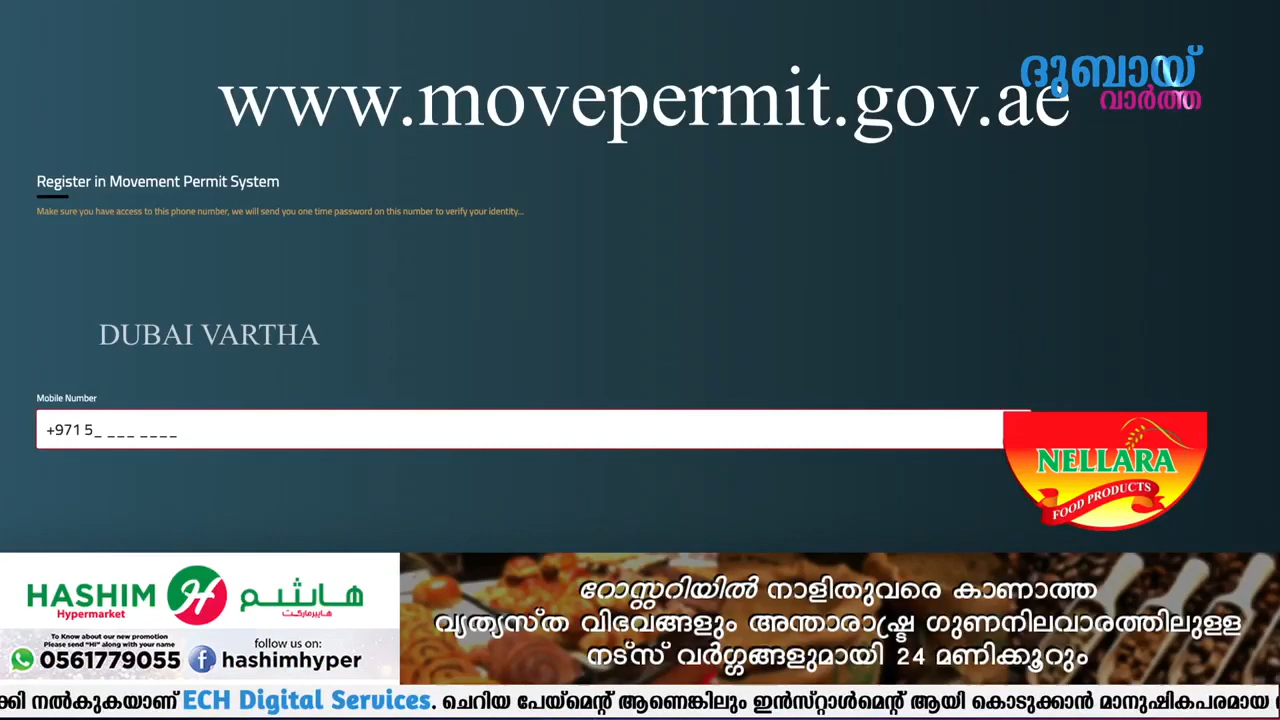 www.movepermit.gov.ae
ദുബായ്
വാർത്ത
Register in Movement Permit System
Make sure you have access to this phone number, we will send you one time password on this number to verify your identity...
DUBAI VARTHA
Mobile Number
+971 5_ ___ ____
NELLARA
FOOD PRODUCTS
HASHIM هاشم
Hypermarket هايبرماركت
To Know about our new promotion
Please send "HI" along with your name
0561779055
follow us on:
hashimhyper
റോസ്റ്ററിയിൽ നാളിതുവരെ കാണാത്ത
വ്യത്യസ്ത വിഭവങ്ങളും അന്താരാഷ്ട്ര ഗുണനിലവാരത്തിലുളള
നട്സ് വർഗ്ഗങ്ങളുമായി 24 മണിക്കൂറും
ക്കി നൽകുകയാണ് ECH Digital Services. ചെറിയ പേയ്മെന്റ് ആണെങ്കിലും ഇൻസ്റ്റാൾമെന്റ് ആയി കൊടുക്കാൻ മാനുഷികപരമായ